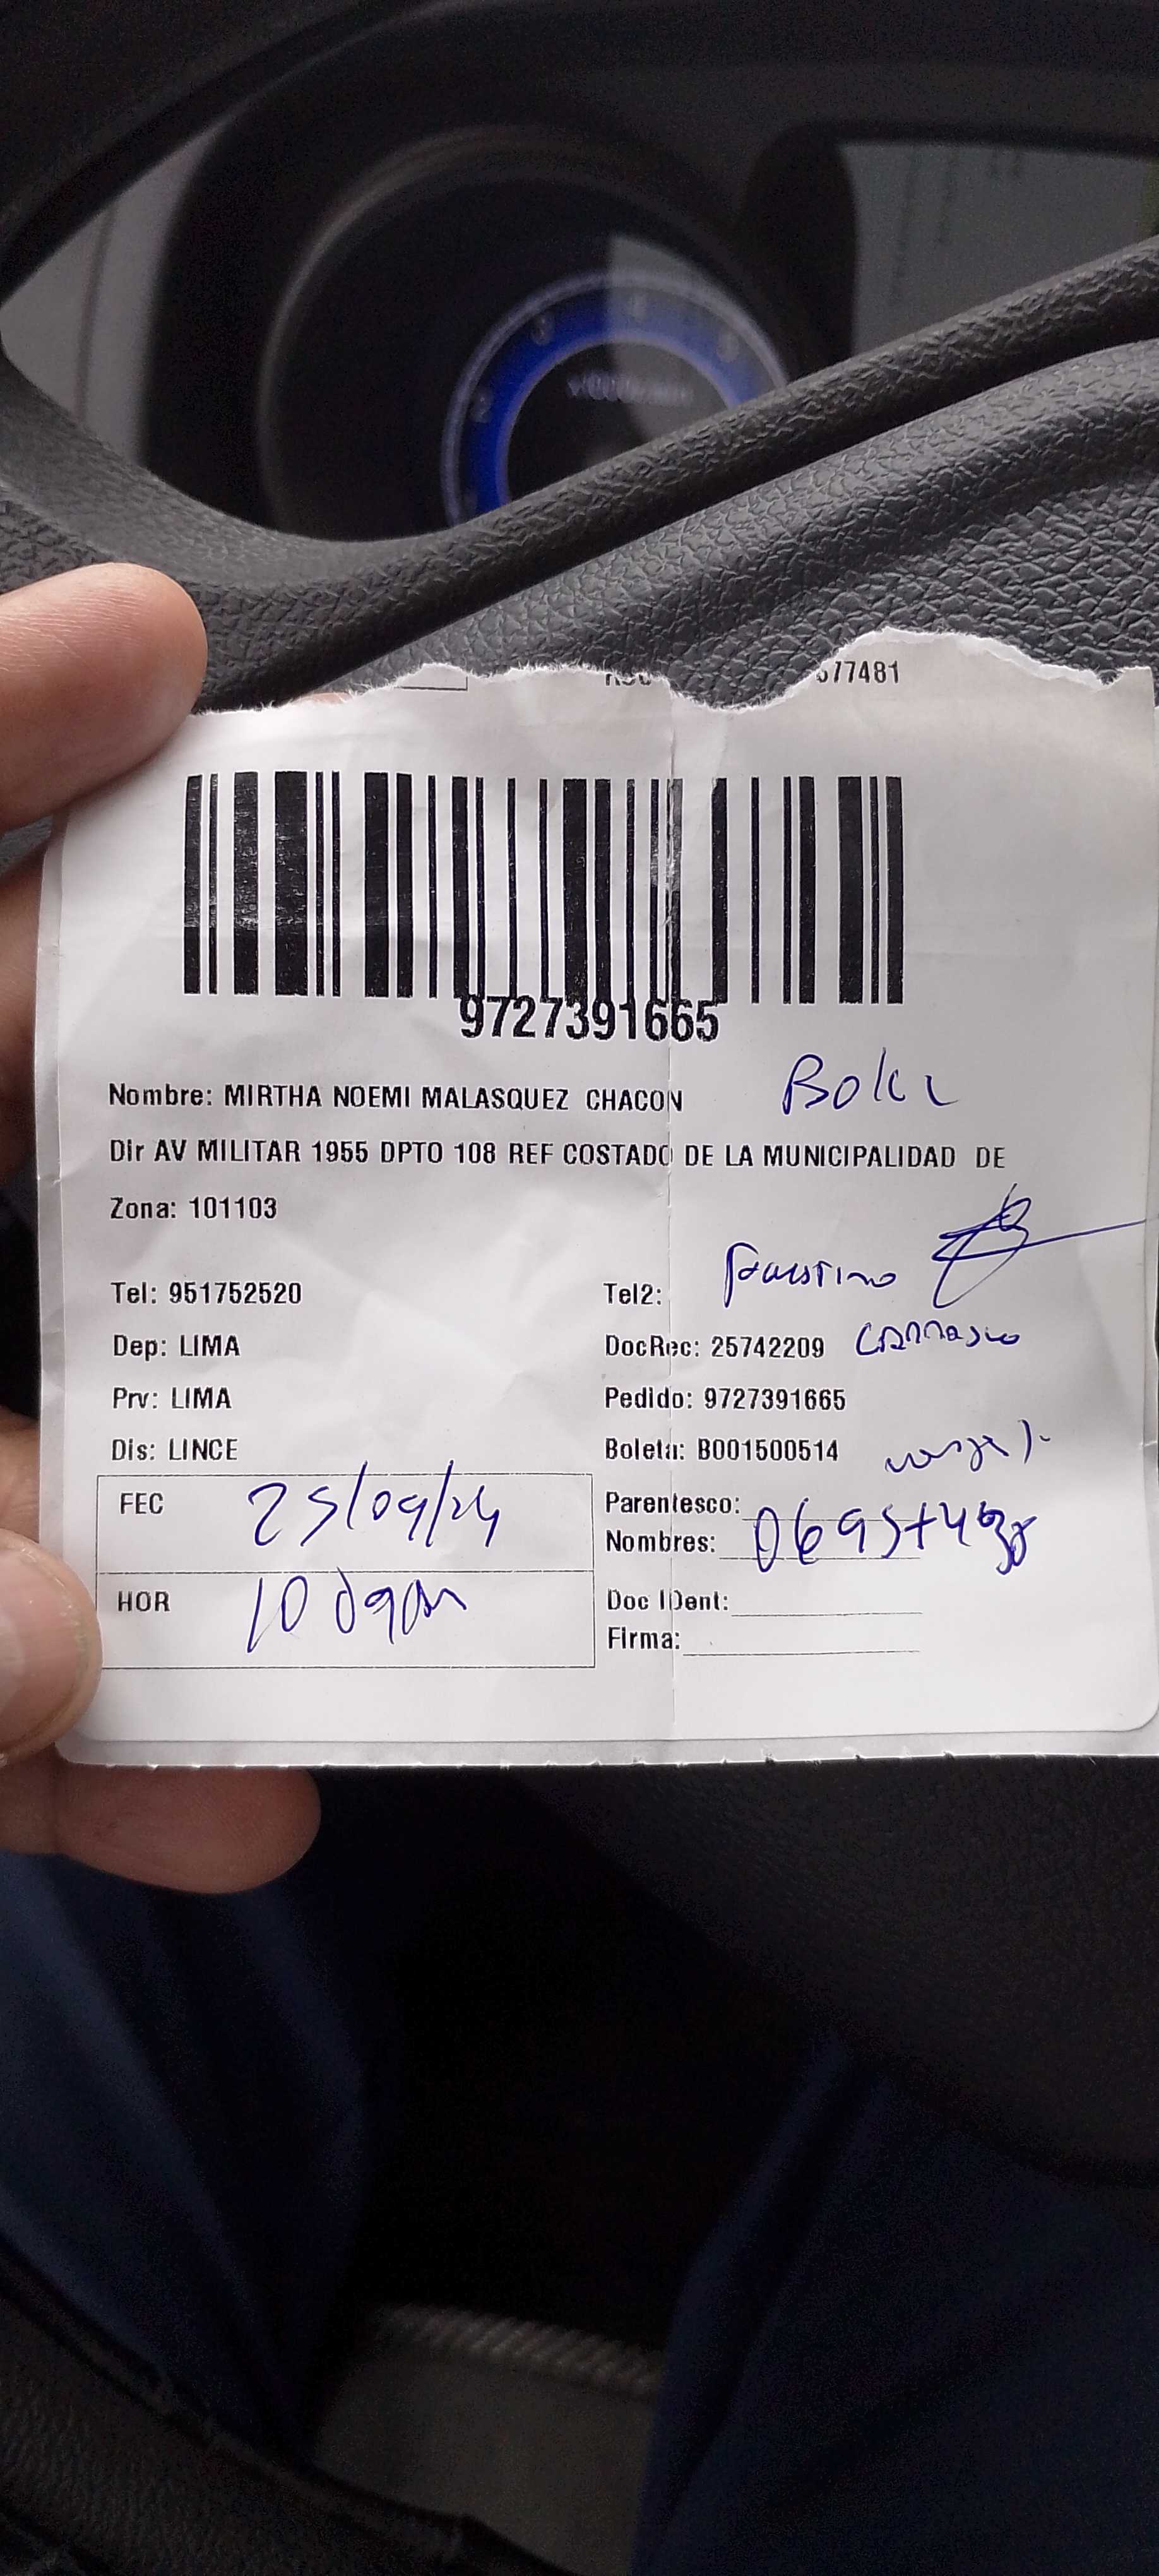 77481
9727391665
Nombre: MIRTHA NOEMI MALASQUEZ CHACON
Dir AV MILITAR 1955 DPTO 108 REF COSTADO DE LA MUNICIPALIDAD DE
Zona: 101103
Faustino
Tel: 951752520 Tel2:
Dep: LIMA DocRec: 25742209 Carrasco
Prv: LIMA Pedido: 9727391665
Dis: LINCE Boleta: B001500514
FEC 25/09/24 Parentesco:
Nombres:
HOR 10 09am Doc IDent:
Firma: